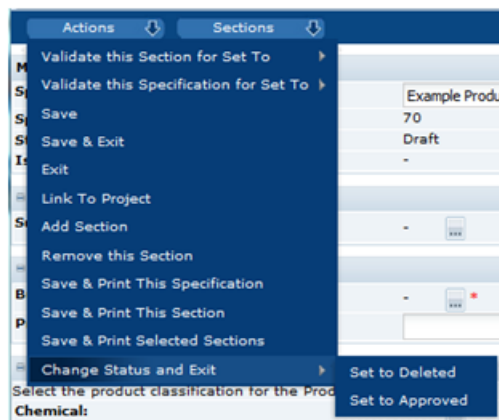 Actions Sections
Validate this Section for Set To
Validate this Specification for Set To
Example Produ
Save
70
Save & Exit
Draft
Exit
-
Link To Project
Add Section
- ...
Remove this Section
Save & Print This Specification
- ... *
Save & Print This Section
Save & Print Selected Sections
Change Status and Exit
Set to Deleted
Select the product classification for the Prod
Set to Approved
Chemical: